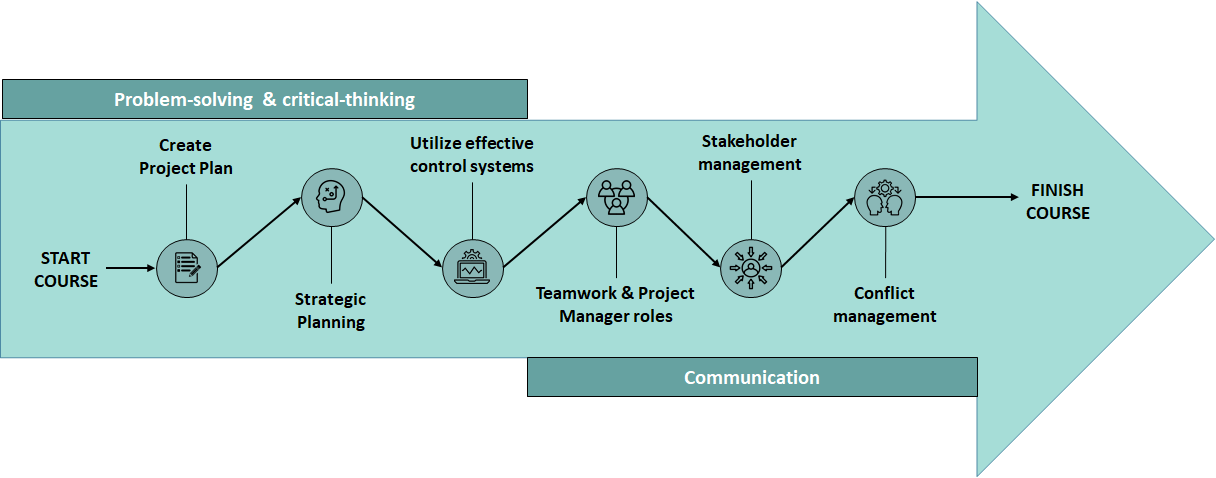 Problem-solving & critical-thinking
Create
Project Plan
Utilize effective
control systems
Stakeholder
management
START
COURSE
Strategic
Planning
Teamwork & Project
Manager roles
Conflict
management
FINISH
COURSE
Communication